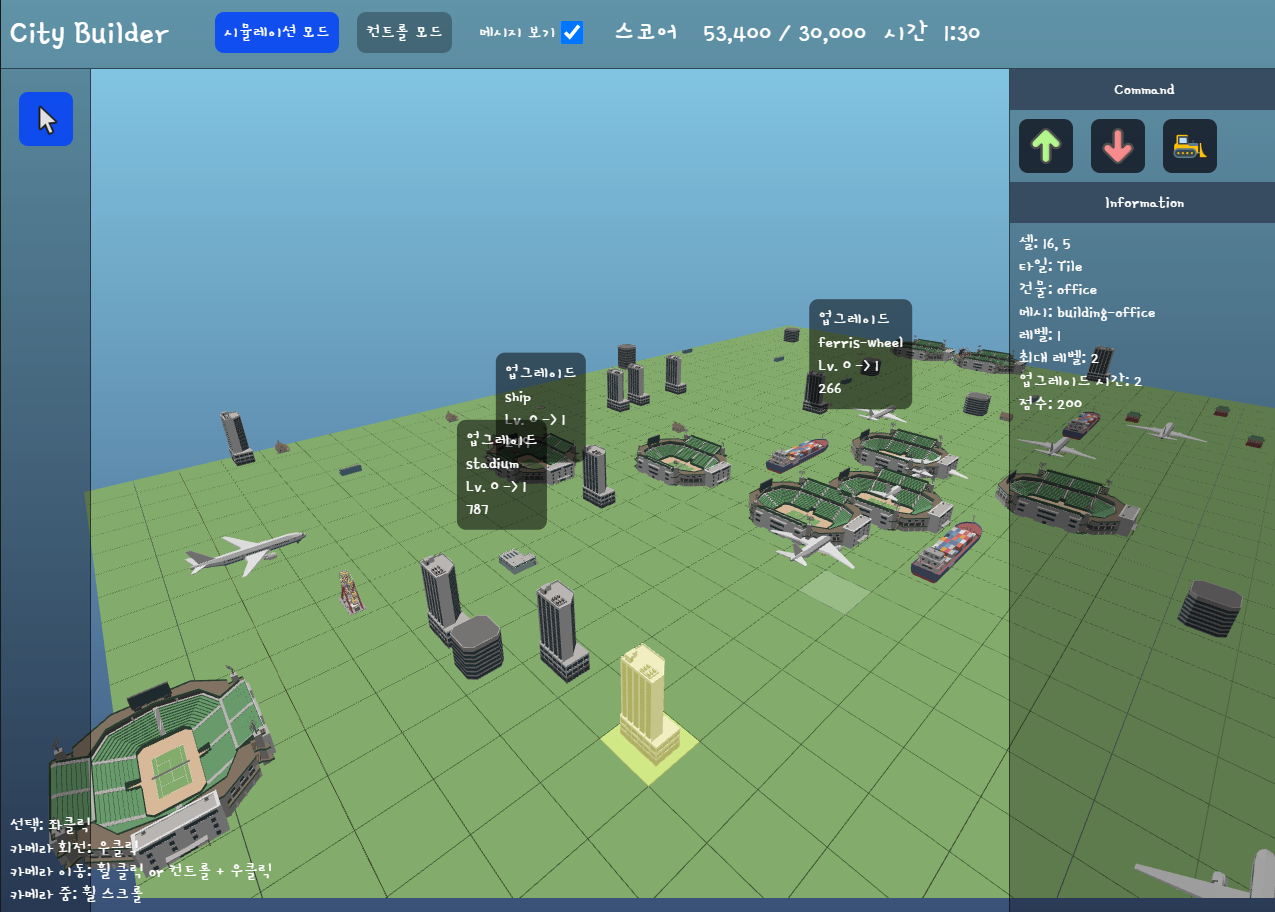 City Builder
시뮬레이션 모드
컨트롤 모드
메시지 보기
스코어 53,400 / 30,000 시간 1:30
Command
Information
셀: 16, 5
타일: Tile
건물: office
메시: building-office
레벨: 1
최대 레벨: 2
업그레이드 시간: 2
점수: 200
업그레이드
ferris-wheel
Lv. 0 -> 1
266
업그레이드
ship
Lv. 0 -> 1
업그레이드
stadium
Lv. 0 -> 1
787
선택: 좌클릭
카메라 회전: 우클릭
카메라 이동: 휠 클릭 or 컨트롤 + 우클릭
카메라 줌: 휠 스크롤